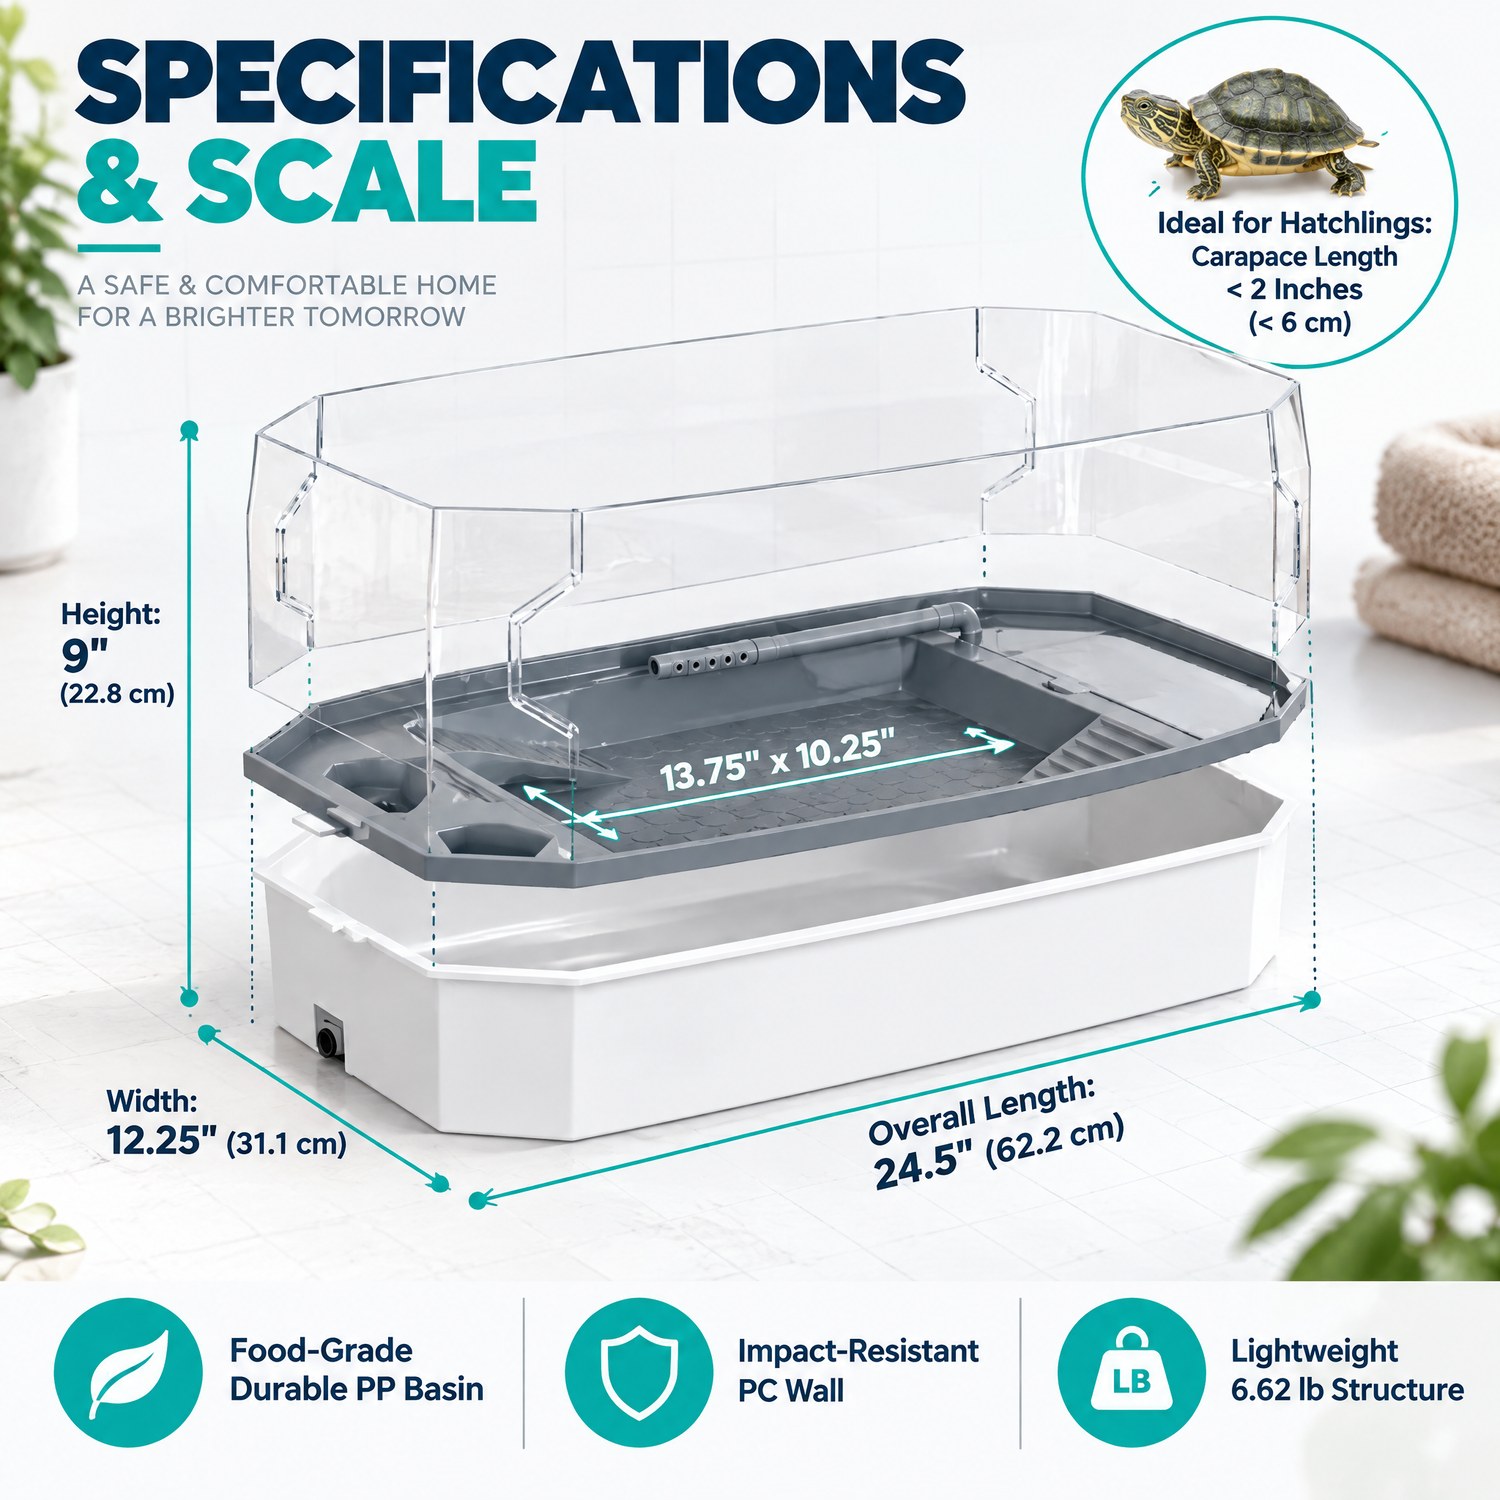 SPECIFICATIONS
& SCALE
A SAFE & COMFORTABLE HOME
FOR A BRIGHTER TOMORROW
Ideal for Hatchlings:
Carapace Length
< 2 Inches
(< 6 cm)
Height:
9"
(22.8 cm)
13.75" x 10.25"
Width:
12.25" (31.1 cm)
Overall Length:
24.5" (62.2 cm)
Food-Grade
Durable PP Basin
Impact-Resistant
PC Wall
LB
Lightweight
6.62 lb Structure